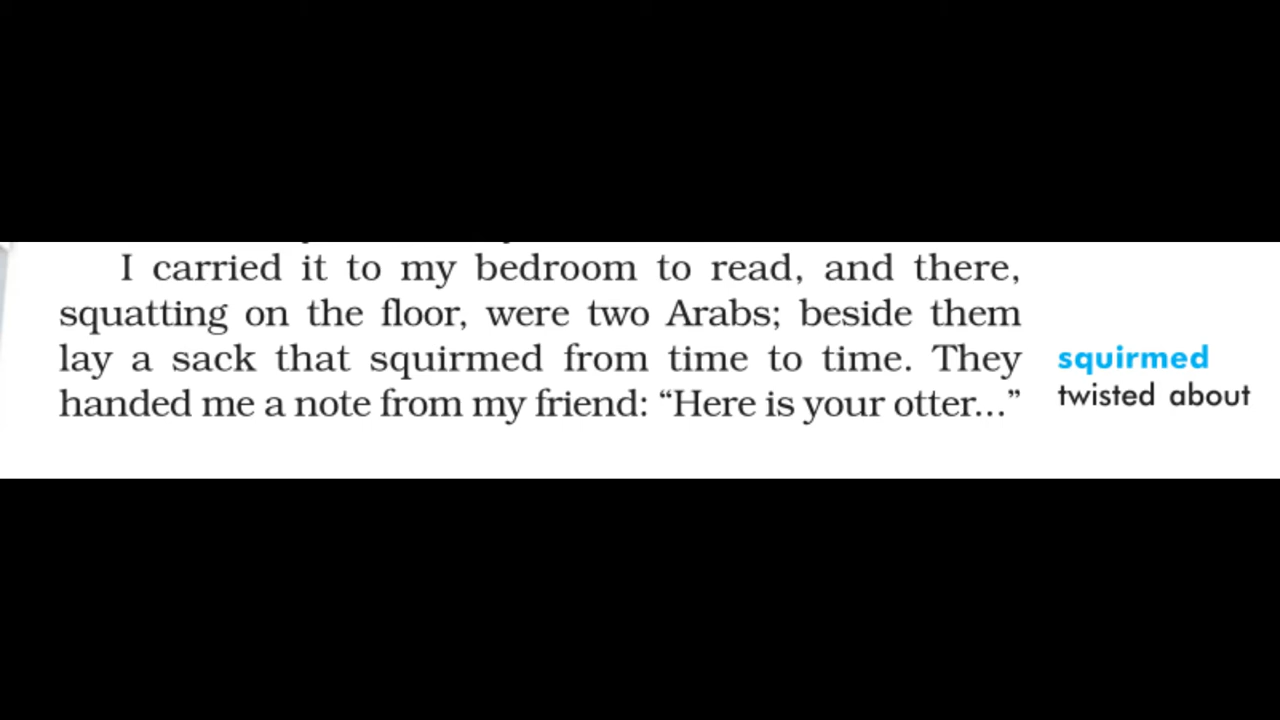 I carried it to my bedroom to read, and there,
squatting on the floor, were two Arabs; beside them
lay a sack that squirmed from time to time. They
handed me a note from my friend: “Here is your otter...”
squirmed
twisted about